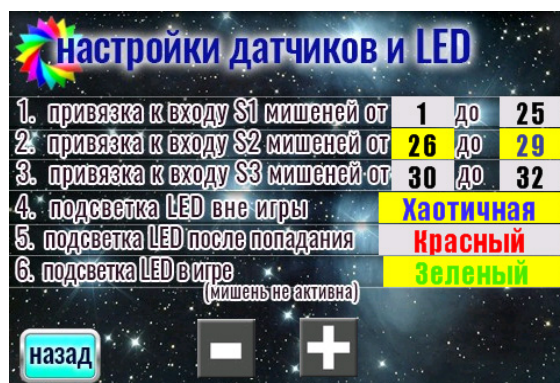 настройки датчиков и LED
1. привязка к входу S1 мишеней от 1 до 25
2. привязка к входу S2 мишеней от 26 до 29
3. привязка к входу S3 мишеней от 30 до 32
4. подсветка LED вне игры Хаотичная
5. подсветка LED после попадания Красный
6. подсветка LED в игре Зеленый
(мишень не активна)
назад - +